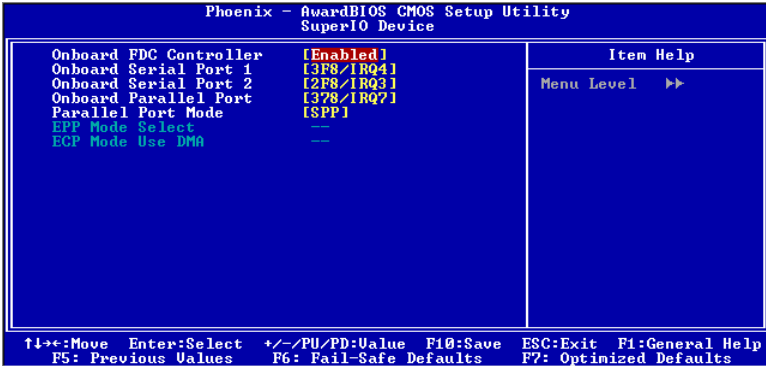 Phoenix - AwardBIOS CMOS Setup Utility
SuperIO Device
Onboard FDC Controller [Enabled]
Onboard Serial Port 1 [3F8/IRQ4]
Onboard Serial Port 2 [2F8/IRQ3]
Onboard Parallel Port [378/IRQ7]
Parallel Port Mode [SPP]
EPP Mode Select --
ECP Mode Use DMA --
Item Help
Menu Level ▶▶
↑↓→←:Move Enter:Select +/-/PU/PD:Value F10:Save ESC:Exit F1:General Help
F5: Previous Values F6: Fail-Safe Defaults F7: Optimized Defaults